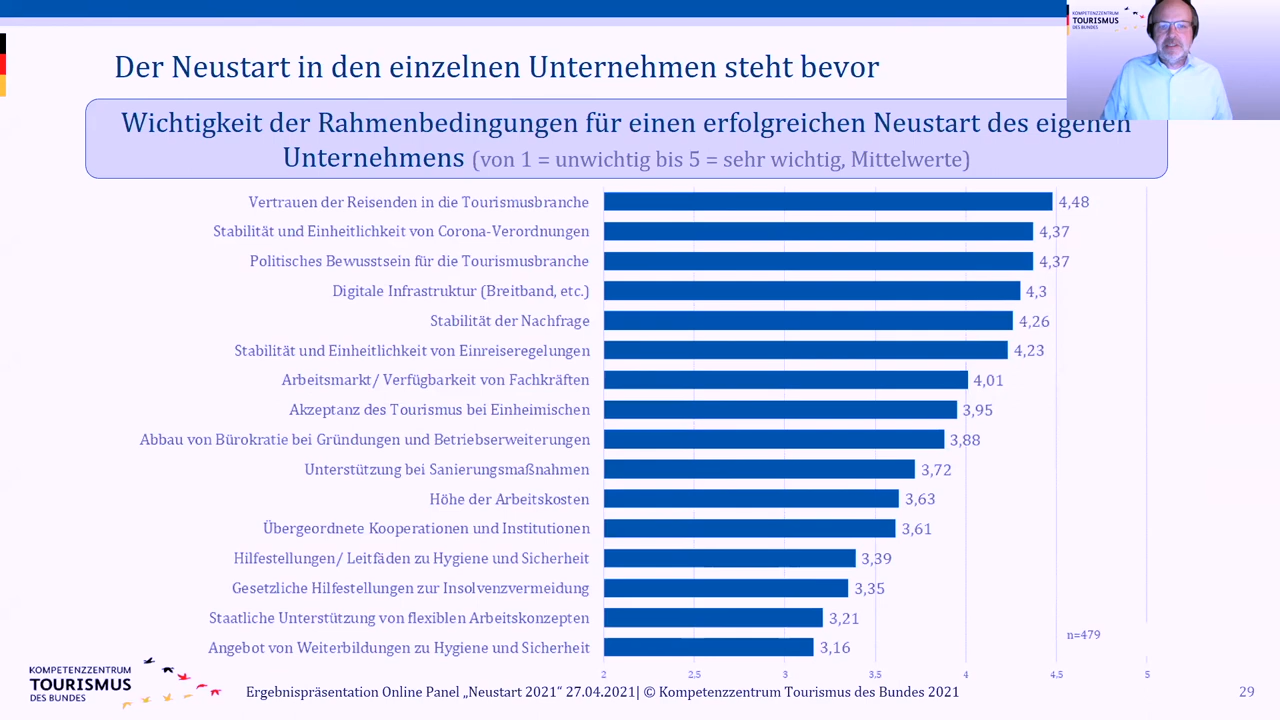 Der Neustart in den einzelnen Unternehmen steht bevor
KOMPETENZZENTRUM
TOURISMUS
DES BUNDES
Wichtigkeit der Rahmenbedingungen für einen erfolgreichen Neustart des eigenen
Unternehmens (von 1 = unwichtig bis 5 = sehr wichtig, Mittelwerte)
Vertrauen der Reisenden in die Tourismusbranche 4,48
Stabilität und Einheitlichkeit von Corona-Verordnungen 4,37
Politisches Bewusstsein für die Tourismusbranche 4,37
Digitale Infrastruktur (Breitband, etc.) 4,3
Stabilität der Nachfrage 4,26
Stabilität und Einheitlichkeit von Einreiseregelungen 4,23
Arbeitsmarkt/ Verfügbarkeit von Fachkräften 4,01
Akzeptanz des Tourismus bei Einheimischen 3,95
Abbau von Bürokratie bei Gründungen und Betriebserweiterungen 3,88
Unterstützung bei Sanierungsmaßnahmen 3,72
Höhe der Arbeitskosten 3,63
Übergeordnete Kooperationen und Institutionen 3,61
Hilfestellungen/ Leitfäden zu Hygiene und Sicherheit 3,39
Gesetzliche Hilfestellungen zur Insolvenzvermeidung 3,35
Staatliche Unterstützung von flexiblen Arbeitskonzepten 3,21
n=479
Angebot von Weiterbildungen zu Hygiene und Sicherheit 3,16
2 2.5 3 3.5 4 4.5 5
KOMPETENZZENTRUM
TOURISMUS
DES BUNDES
Ergebnispräsentation Online Panel „Neustart 2021“ 27.04.2021| © Kompetenzzentrum Tourismus des Bundes 2021
29